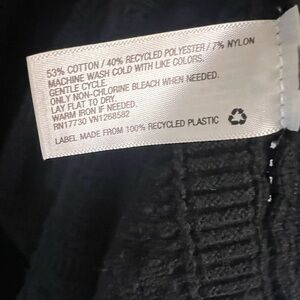 53% COTTON / 40% RECYCLED POLYESTER / 7% NYLON
MACHINE WASH COLD WITH LIKE COLORS.
GENTLE CYCLE.
ONLY NON-CHLORINE BLEACH WHEN NEEDED.
LAY FLAT TO DRY.
WARM IRON IF NEEDED.
RN17730 VN1268582
LABEL MADE FROM 100% RECYCLED PLASTIC